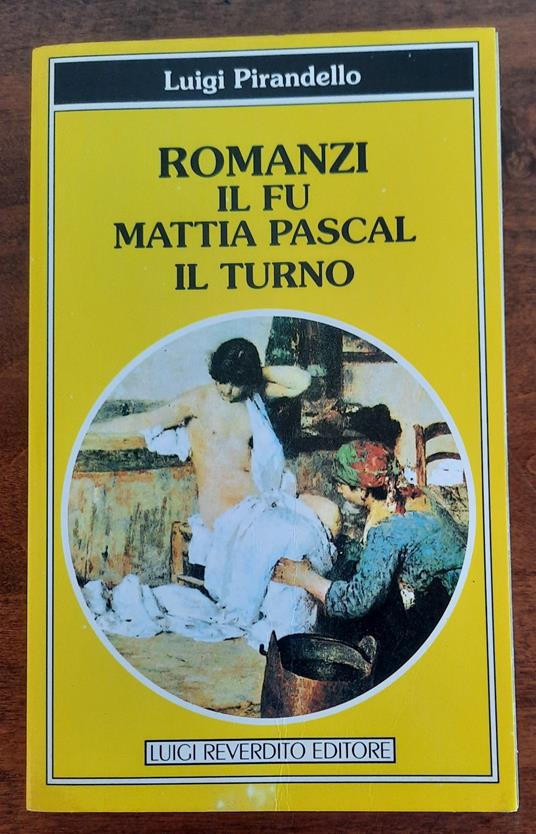 Luigi Pirandello
ROMANZI
IL FU
MATTIA PASCAL
IL TURNO
LUIGI REVERDITO EDITORE